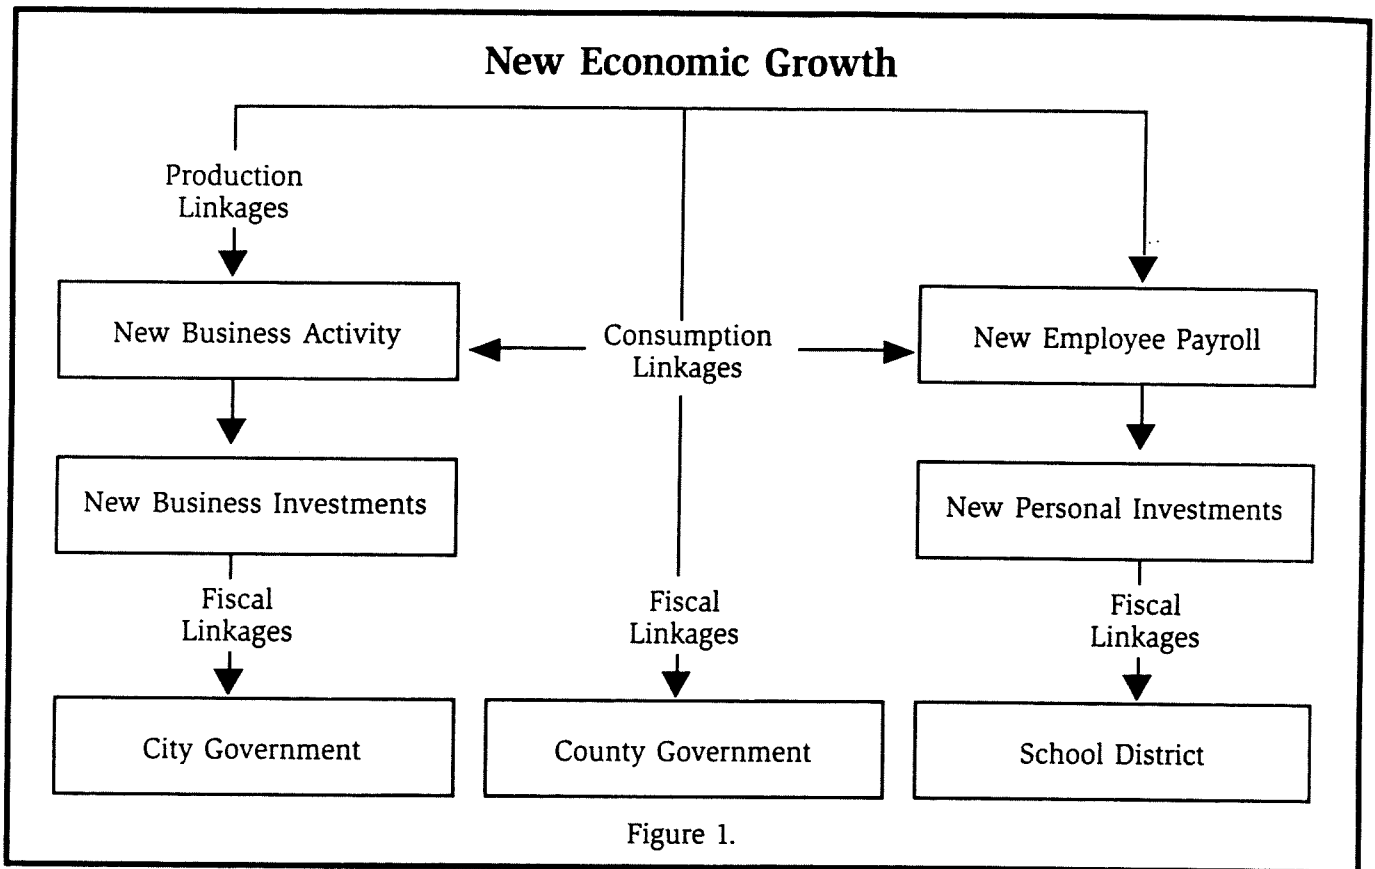 New Economic Growth
Production
Linkages
New Business Activity
Consumption
Linkages
New Employee Payroll
New Business Investments
New Personal Investments
Fiscal
Linkages
Fiscal
Linkages
Fiscal
Linkages
City Government
County Government
School District
Figure 1.